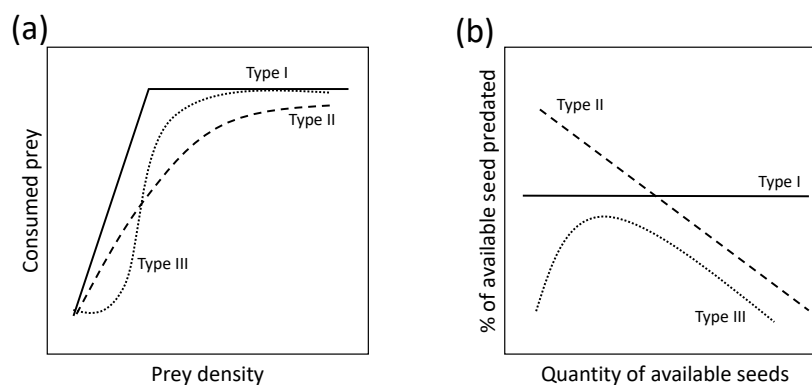 (a)
Consumed prey
Type I
Type II
Type III
Prey density
(b)
% of available seed predated
Type II
Type I
Type III
Quantity of available seeds